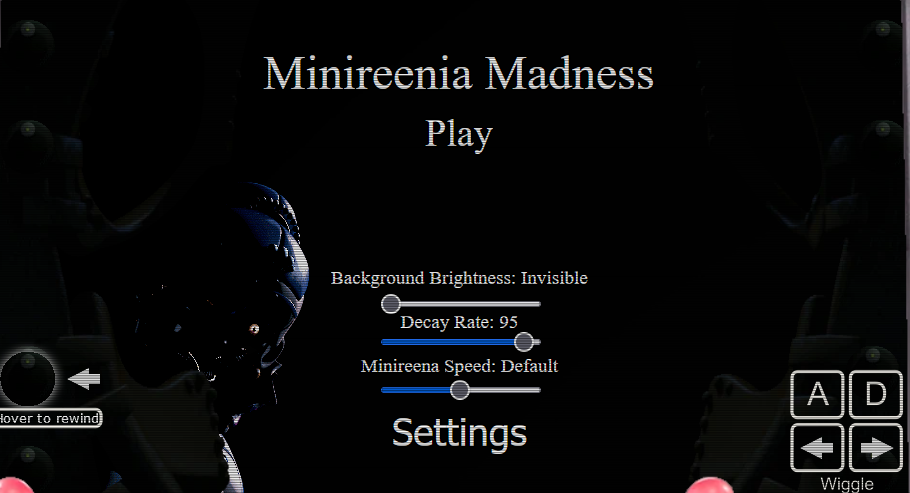 Minireenia Madness
Play
Background Brightness: Invisible
Decay Rate: 95
Minireena Speed: Default
Hover to rewind
Settings
A D
Wiggle